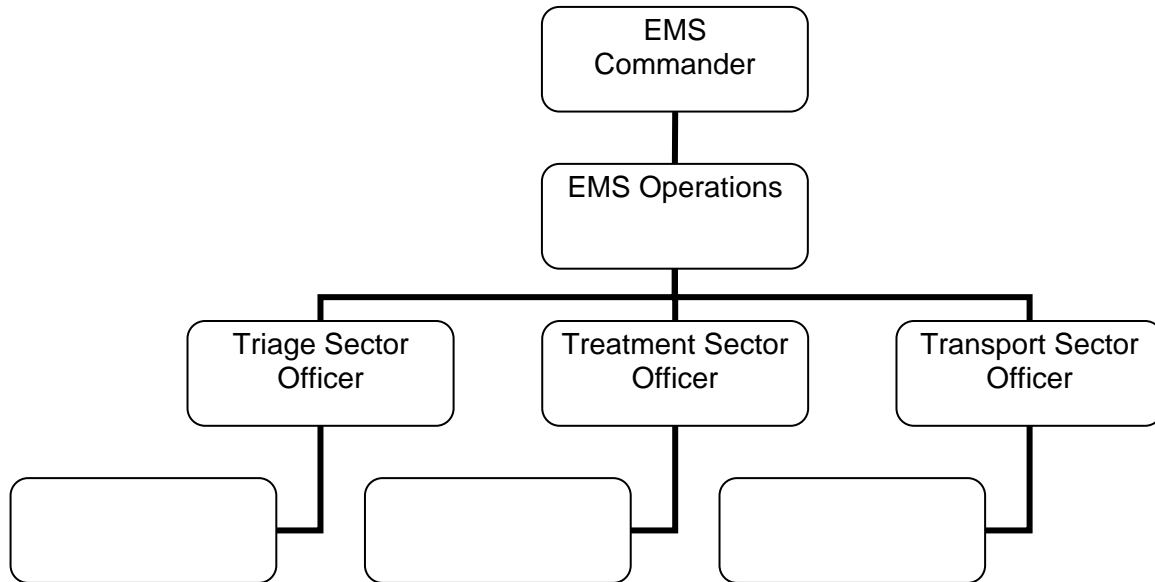 EMS
Commander
EMS Operations
Triage Sector
Officer
Treatment Sector
Officer
Transport Sector
Officer